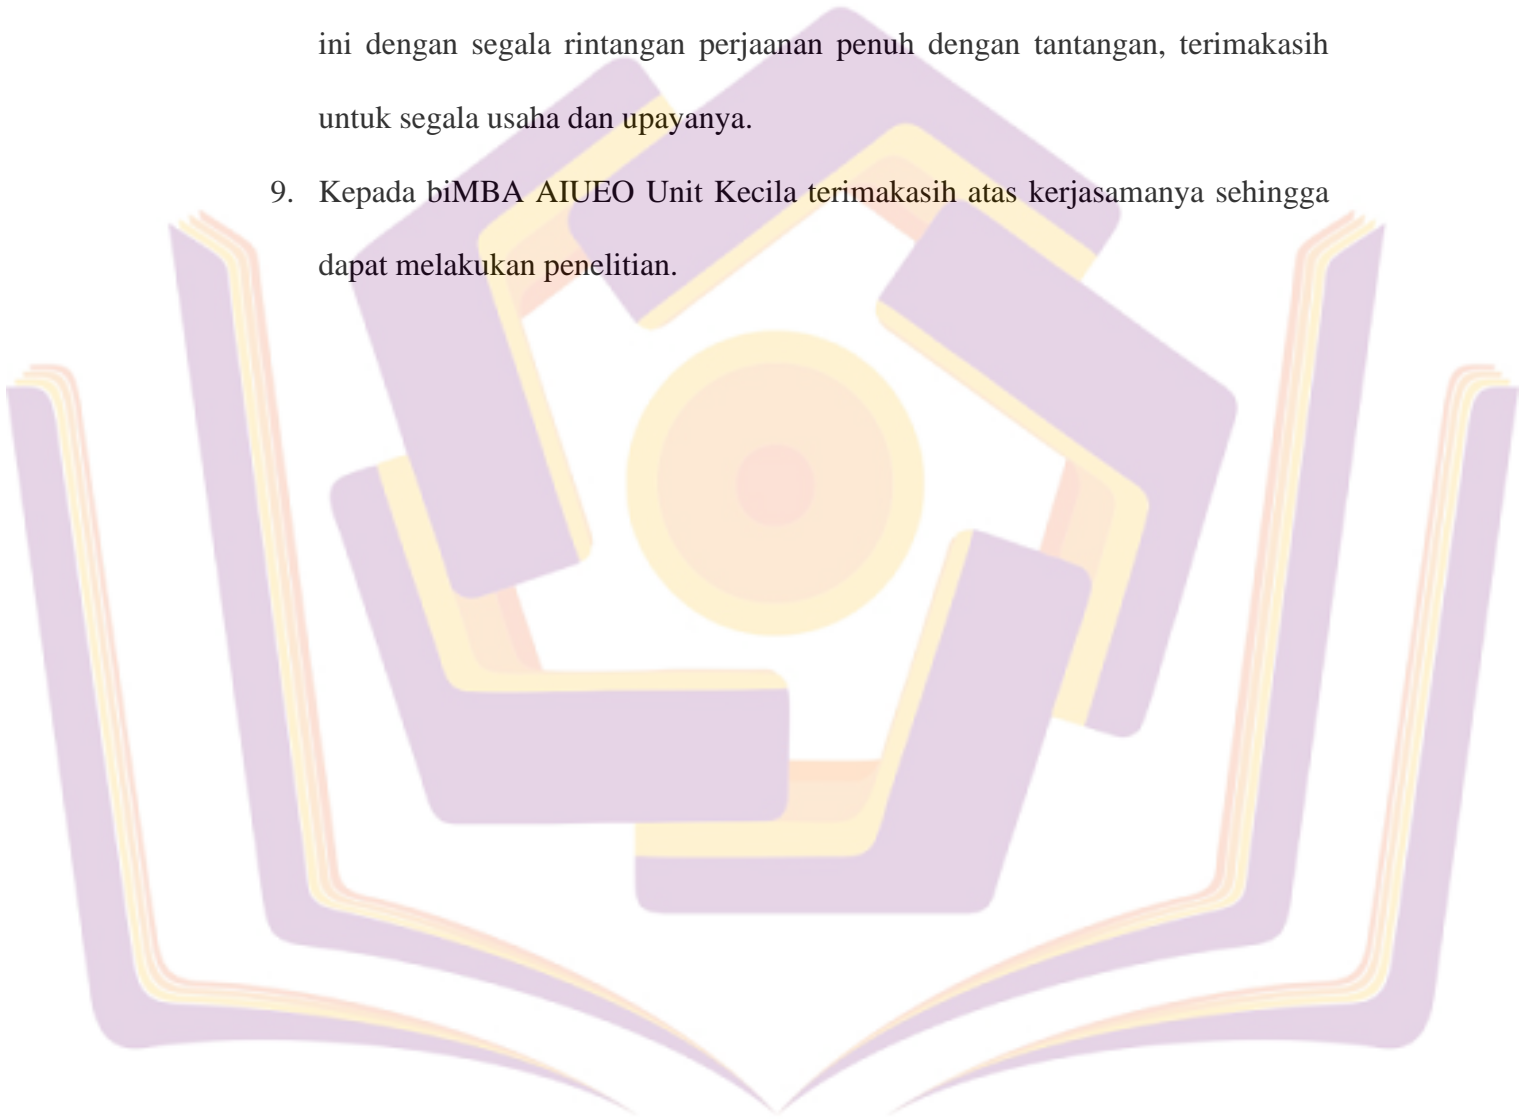 ini dengan segala rintangan perjaanan penuh dengan tantangan, terimakasih
untuk segala usaha dan upayanya.
9. Kepada biMBA AIUEO Unit Kecila terimakasih atas kerjasamanya sehingga
dapat melakukan penelitian.